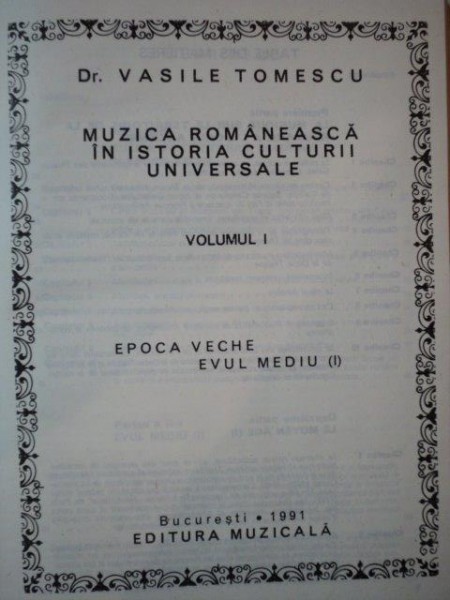 Dr. VASILE TOMESCU
MUZICA ROMÂNEASCĂ
ÎN ISTORIA CULTURII
UNIVERSALE
VOLUMUL I
EPOCA VECHE
EVUL MEDIU (I)
București • 1991
EDITURA MUZICALĂ